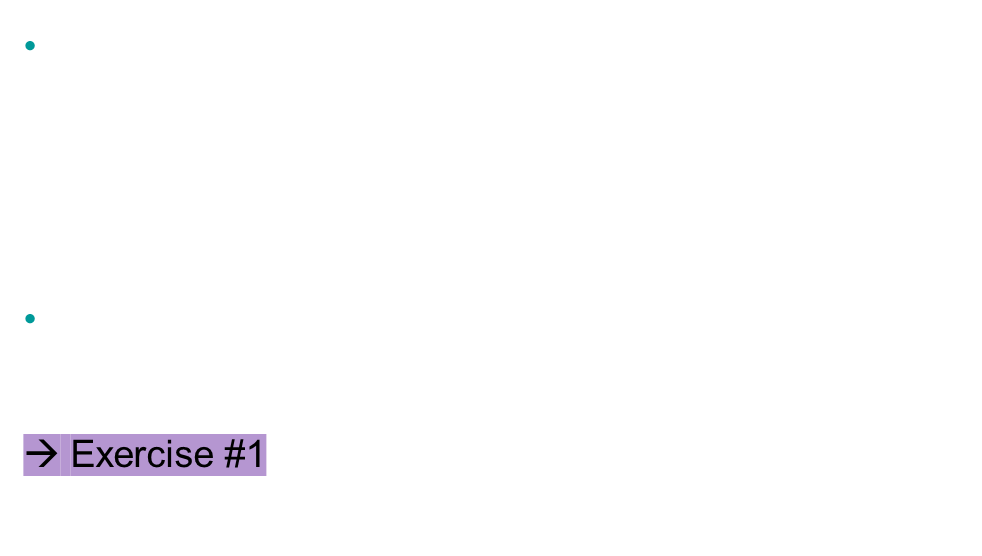 •
•
→ Exercise #1